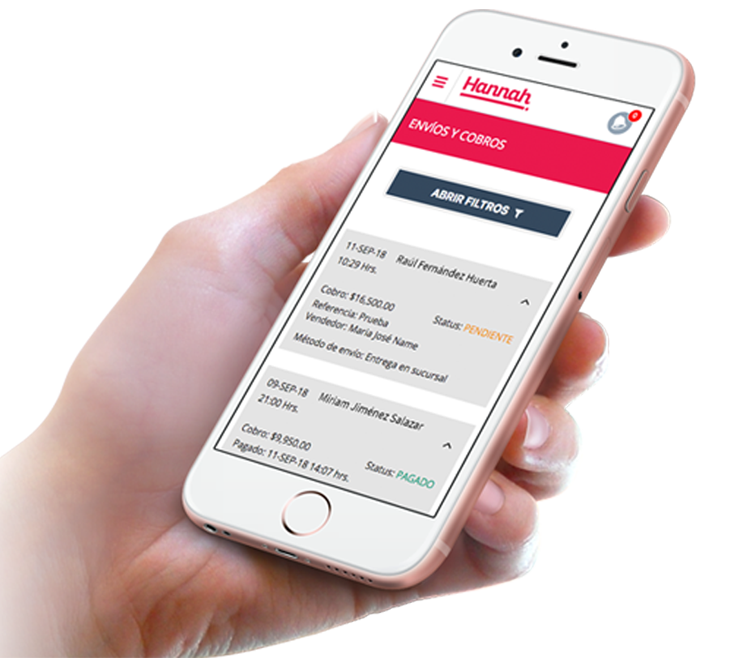 Hannah
0
ENVÍOS Y COBROS
ABRIR FILTROS
11-SEP-18 Raúl Fernández Huerta
10:29 Hrs.
Cobro: $16,500.00
Referencia: Prueba Status: PENDIENTE
Vendedor: María José Name
Método de envío: Entrega en sucursal
09-SEP-18 Miriam Jiménez Salazar
21:00 Hrs.
Cobro: $9,950.00
Pagado: 11-SEP-18 14:07 hrs. Status: PAGADO